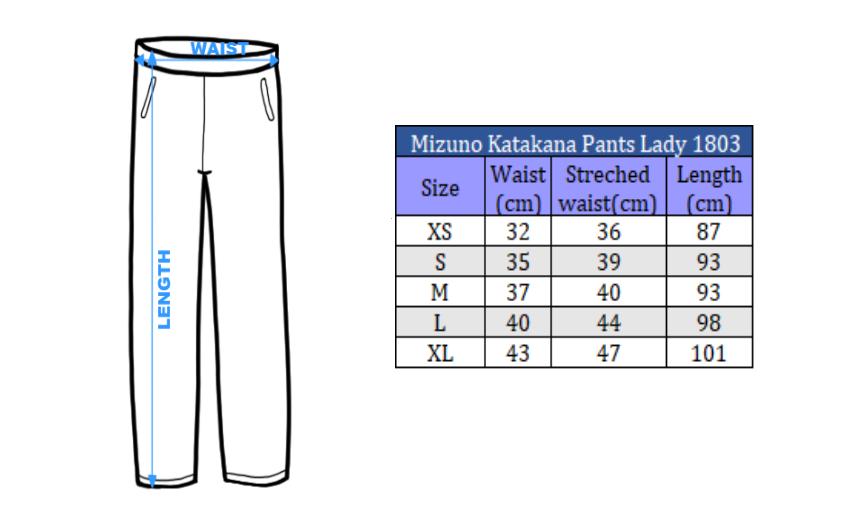 WAIST
LENGTH
Mizuno Katakana Pants Lady 1803
Size Waist (cm) Streched waist(cm) Length (cm)
XS 32 36 87
S 35 39 93
M 37 40 93
L 40 44 98
XL 43 47 101